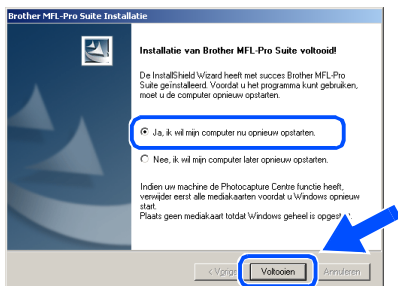 Brother MFL-Pro Suite Installatie
Installatie van Brother MFL-Pro Suite voltooid!
De InstallShield Wizard heeft met succes Brother MFL-Pro
Suite geïnstalleerd. Voordat u het programma kunt gebruiken,
moet u de computer opnieuw opstarten.
Ja, ik wil mijn computer nu opnieuw opstarten.
Nee, ik wil mijn computer later opnieuw opstarten.
Indien uw machine de Photocapture Centre functie heeft,
verwijder eerst alle mediakaarten voordat u Windows opnieuw
start.
Plaats geen mediakaart totdat Windows geheel is
Voltooien Annuleren